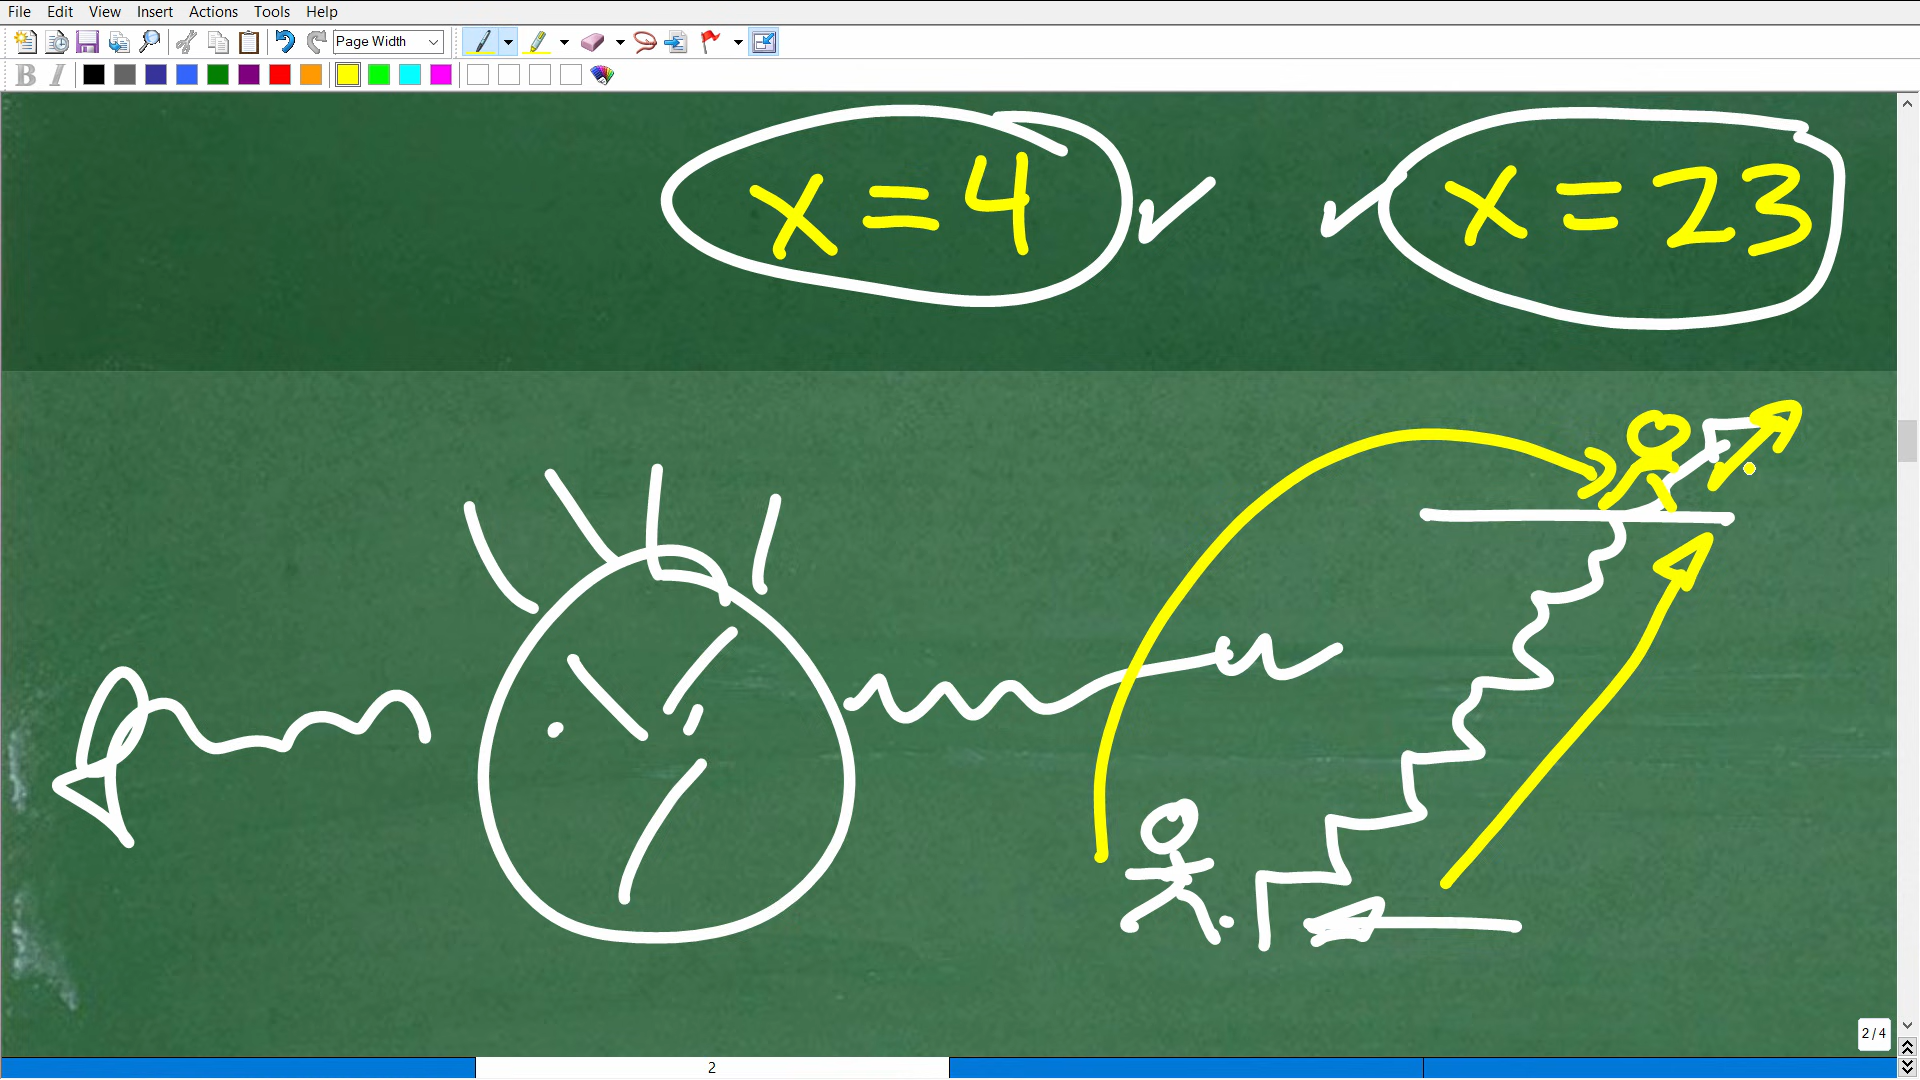 File Edit View Insert Actions Tools Help
Page Width
B I
x = 4 x = 23
2 / 4
2